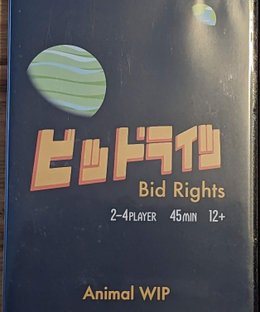 ビッドライツ
Bid Rights
2-4PLAYER 45MIN 12+
Animal WIP